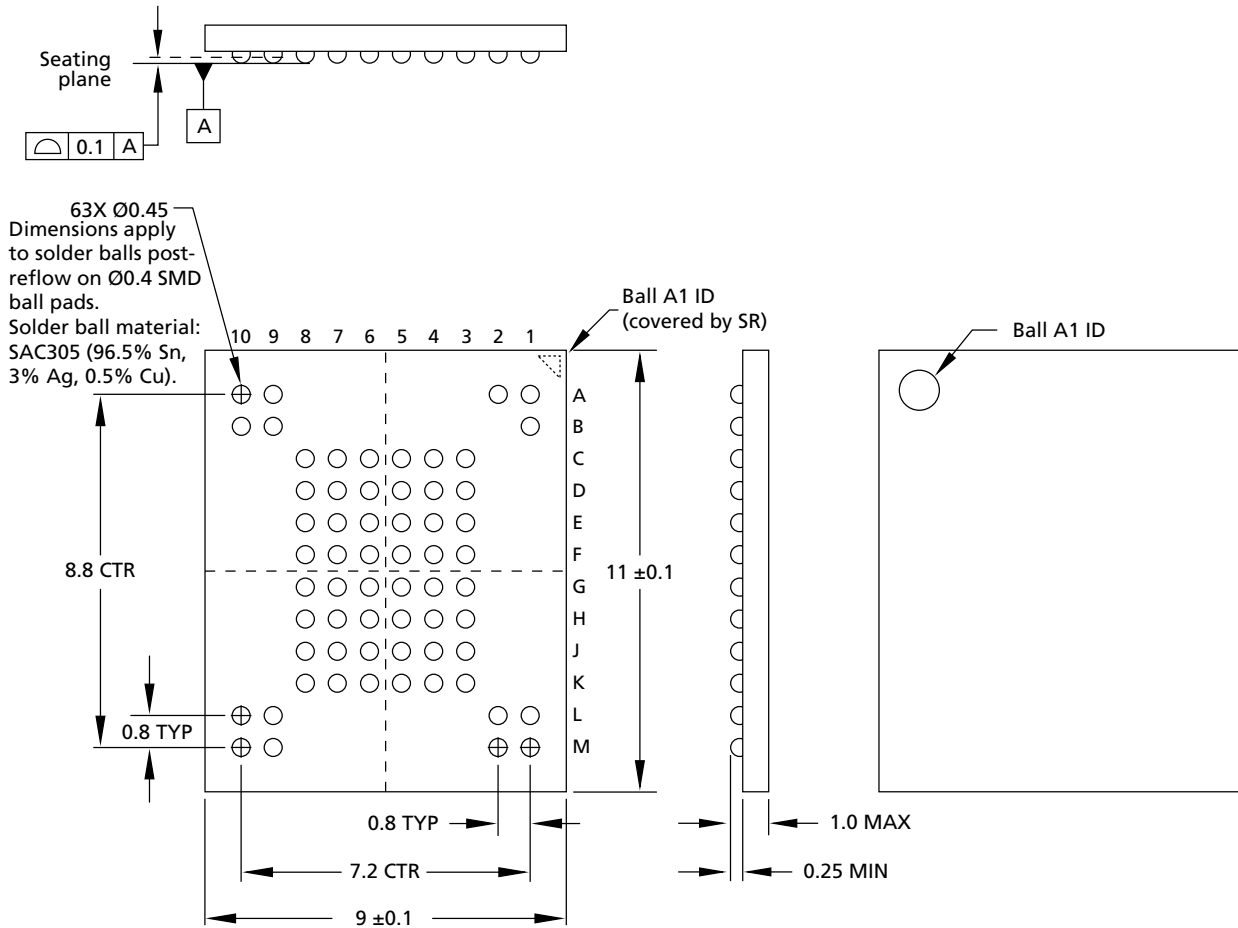 Seating
plane
A
0.1 A
63X Ø0.45
Dimensions apply
to solder balls post-
reflow on Ø0.4 SMD
ball pads.
Solder ball material:
SAC305 (96.5% Sn,
3% Ag, 0.5% Cu).
Ball A1 ID
(covered by SR)
Ball A1 ID
10 9 8 7 6 5 4 3 2 1
A
B
C
D
E
F
G
H
J
K
L
M
8.8 CTR
11 ±0.1
0.8 TYP
0.8 TYP
1.0 MAX
7.2 CTR
0.25 MIN
9 ±0.1